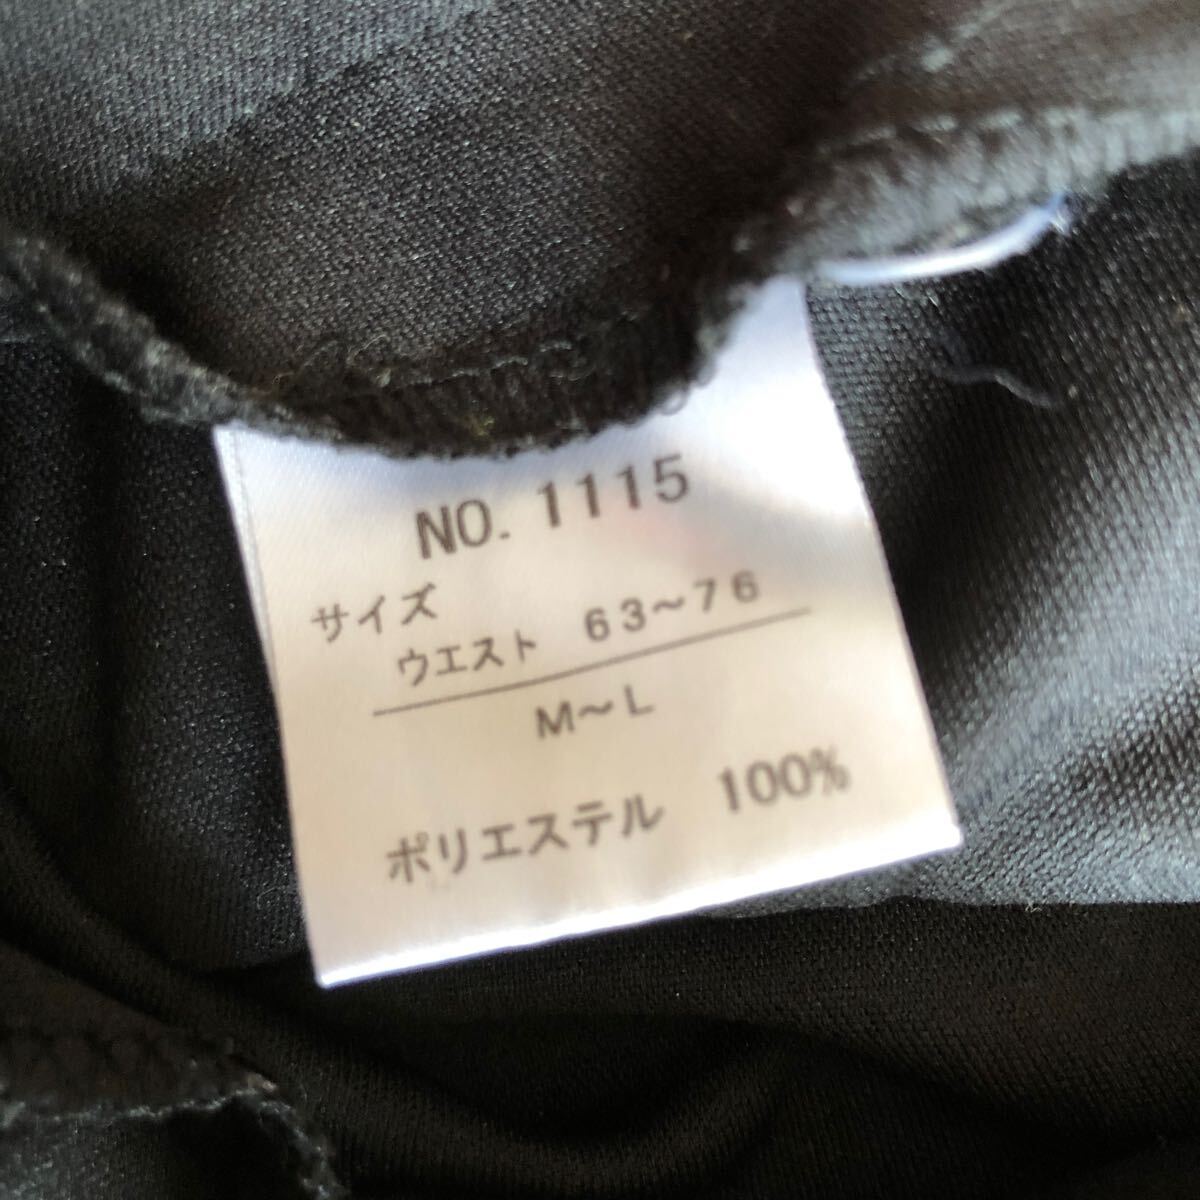 NO. 1115
サイズ
ウエスト 63～76
M～L
ポリエステル 100%